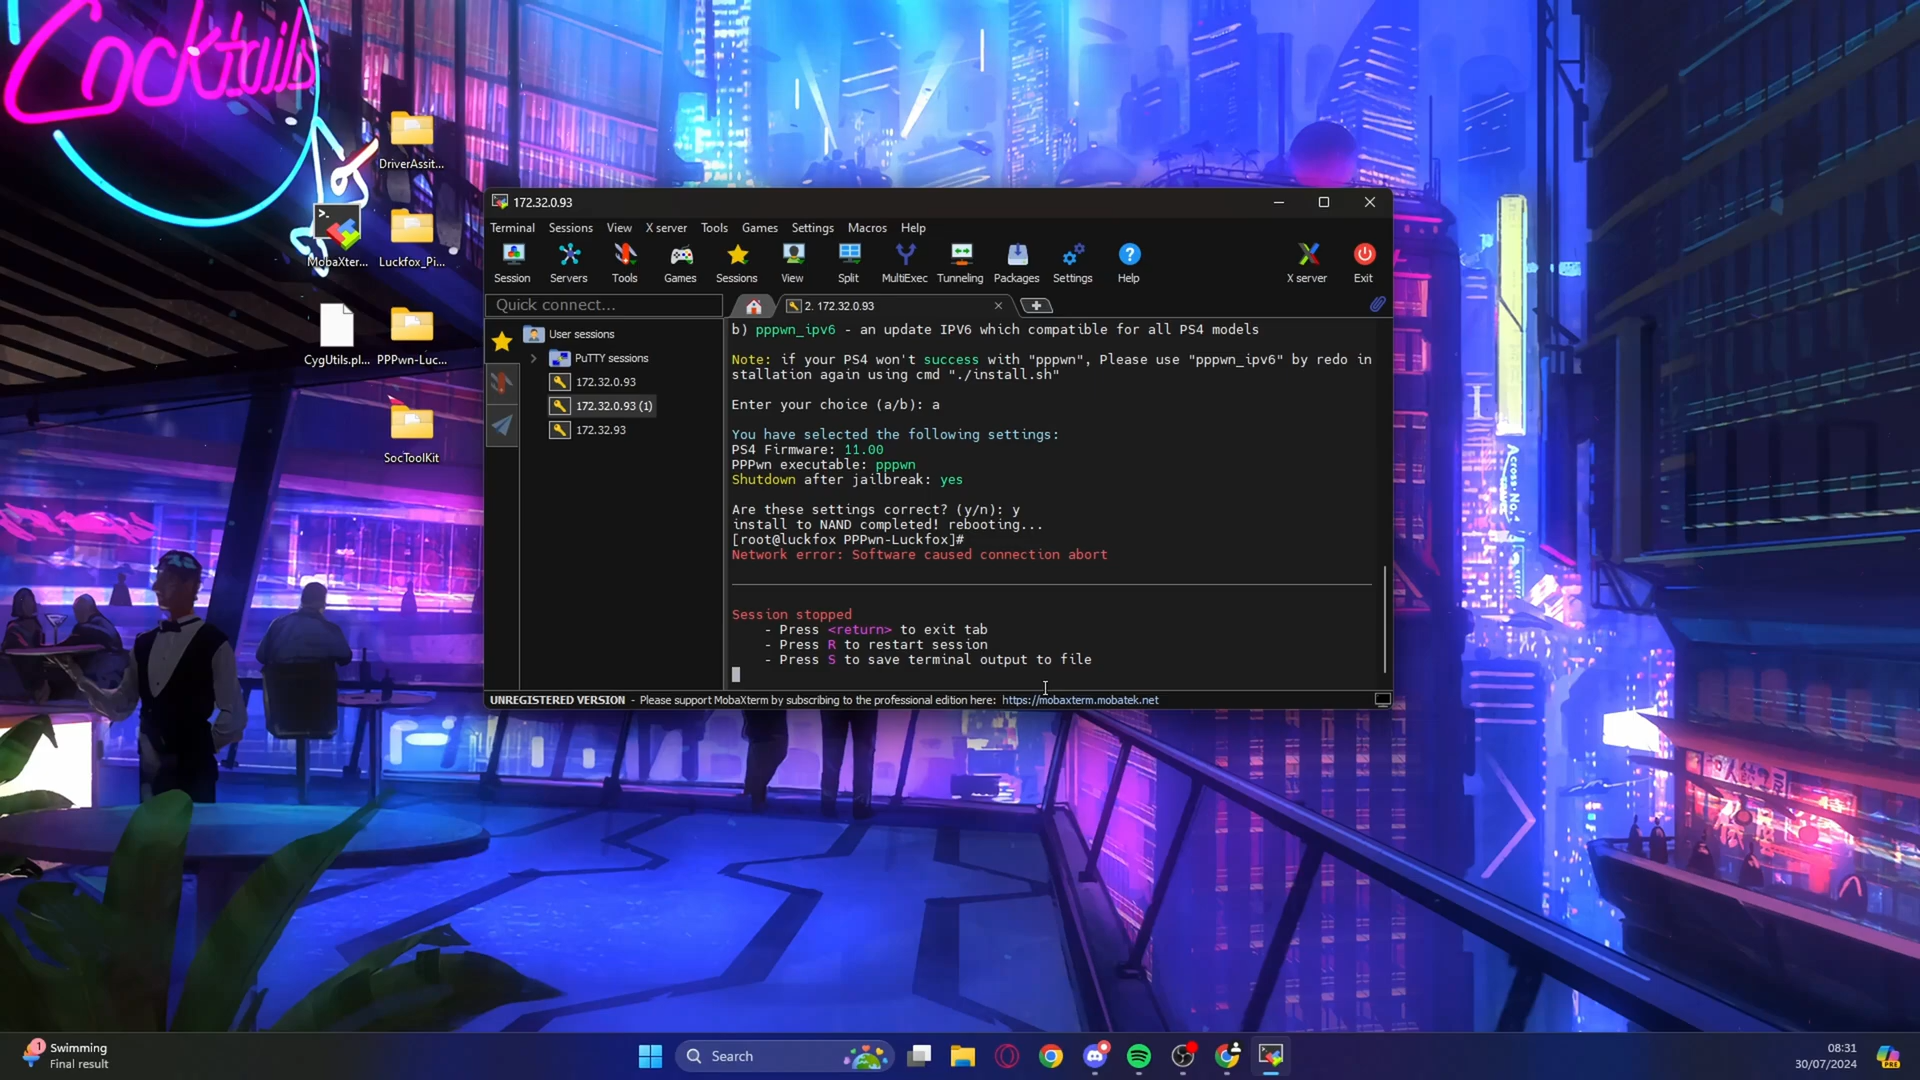 Cocktails
DriverAssit...
MobaXter...
Luckfox_Pi...
CygUtils.pl...
PPPwn-Luc...
SocToolKit
172.32.0.93
Terminal Sessions View X server Tools Games Settings Macros Help
Session Servers Tools Games Sessions View Split MultiExec Tunneling Packages Settings Help X server Exit
Quick connect...
2. 172.32.0.93
User sessions
PuTTY sessions
172.32.0.93
172.32.0.93 (1)
172.32.93
b) pppwn_ipv6 - an update IPV6 which compatible for all PS4 models
Note: if your PS4 won't success with "pppwn", Please use "pppwn_ipv6" by redo in
stallation again using cmd "./install.sh"
Enter your choice (a/b): a
You have selected the following settings:
PS4 Firmware: 11.00
PPPwn executable: pppwn
Shutdown after jailbreak: yes
Are these settings correct? (y/n): y
install to NAND completed! rebooting...
[root@luckfox PPPwn-Luckfox]#
Network error: Software caused connection abort
Session stopped
- Press <return> to exit tab
- Press R to restart session
- Press S to save terminal output to file
UNREGISTERED VERSION - Please support MobaXterm by subscribing to the professional edition here: https://mobaxterm.mobatek.net
Across-No.
1
Swimming
Final result
Search
08:31
30/07/2024
PRE